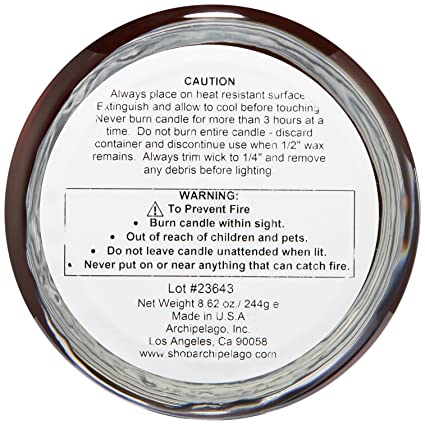 CAUTION
Always place on heat resistant surface
Extinguish and allow to cool before touching
Never burn candle for more than 3 hours at a
time. Do not burn entire candle - discard
container and discontinue use when 1/2" wax
remains. Always trim wick to 1/4" and remove
any debris before lighting.
WARNING:
To Prevent Fire
• Burn candle within sight.
• Out of reach of children and pets.
• Do not leave candle unattended when lit.
• Never put on or near anything that can catch fire.
Lot #23643
Net Weight 8.62 oz./ 244g e
Made in U.S.A
Archipelago, Inc.
Los Angeles, Ca 90058
www.shoparchipelago.com